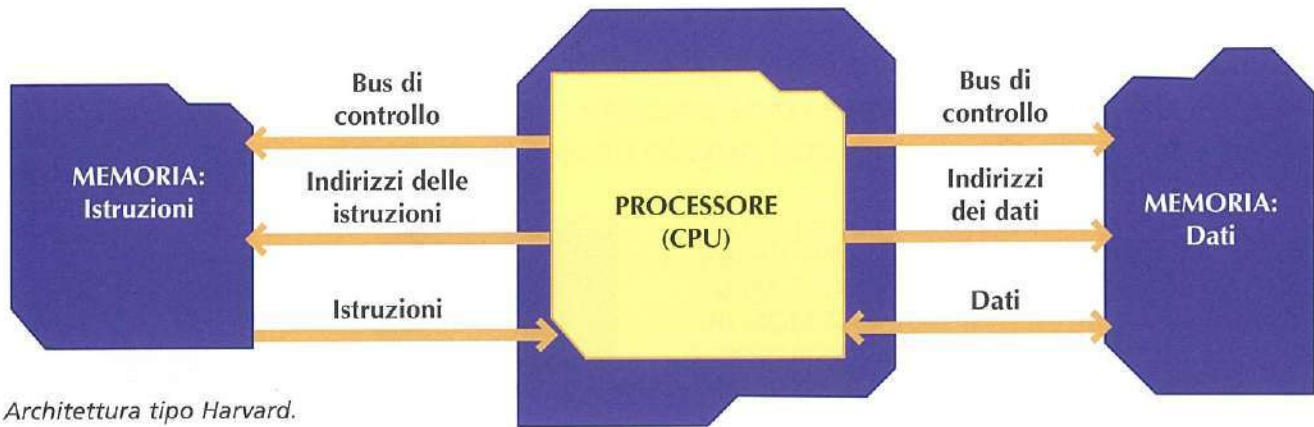 Bus di
controllo
Bus di
controllo
MEMORIA:
Istruzioni
Indirizzi delle
istruzioni
PROCESSORE
(CPU)
Indirizzi
dei dati
MEMORIA:
Dati
Istruzioni
Dati
Architettura tipo Harvard.